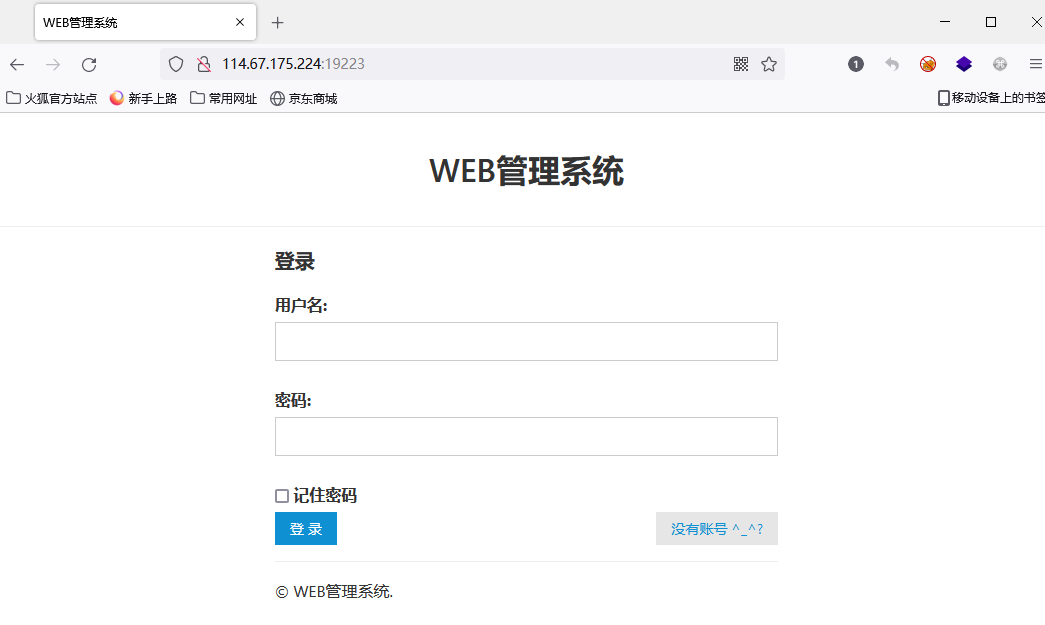 WEB管理系统
114.67.175.224:19223
1
火狐官方站点 新手上路 常用网址 京东商城 移动设备上的书签
WEB管理系统
登录
用户名:
密码:
记住密码
登 录 没有账号 ^_^?
© WEB管理系统.